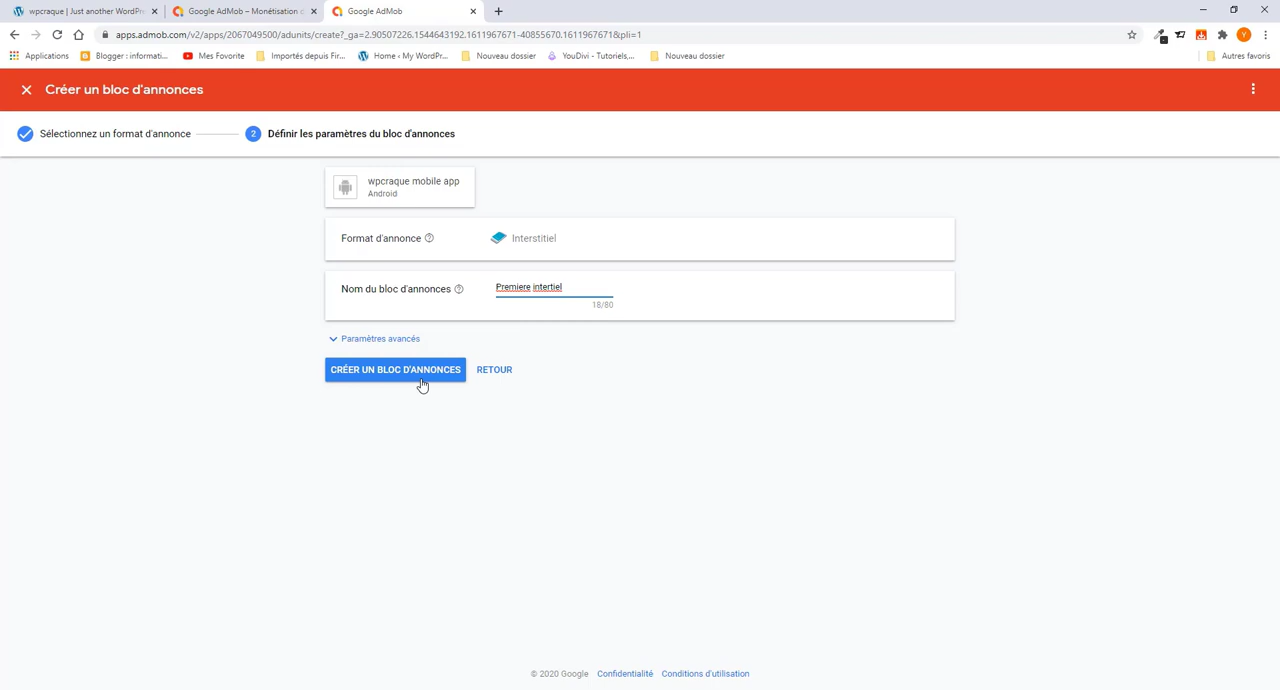 wpcraque | Just another WordPre
Google AdMob – Monétisation d
Google AdMob
apps.admob.com/v2/apps/2067049500/adunits/create?_ga=2.90507226.1544643192.1611967671-40855670.1611967671&pli=1
Applications
Blogger : informati...
Mes Favorite
Importés depuis Fir...
Home ‹ My WordPr...
Nouveau dossier
YouDivi - Tutoriels,...
Nouveau dossier
Autres favoris
Créer un bloc d'annonces
Sélectionnez un format d'annonce
2 Définir les paramètres du bloc d'annonces
wpcraque mobile app
Android
Format d'annonce
Interstitiel
Nom du bloc d'annonces
Premiere intertiel
18/80
Paramètres avancés
CRÉER UN BLOC D'ANNONCES
RETOUR
© 2020 Google Confidentialité Conditions d'utilisation